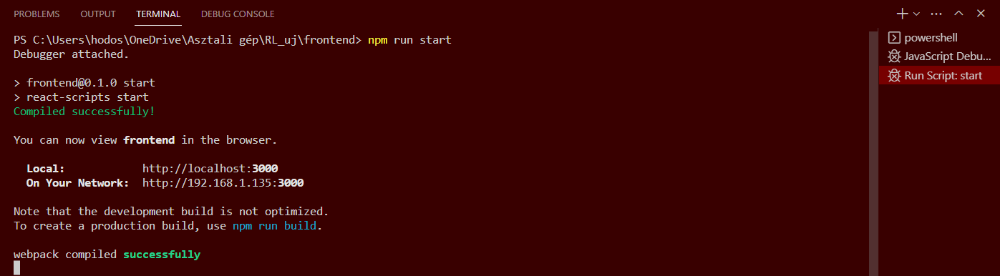 PROBLEMS OUTPUT TERMINAL DEBUG CONSOLE
PS C:\Users\hodos\OneDrive\Asztali gép\RL_uj\frontend> npm run start
Debugger attached.
> frontend@0.1.0 start
> react-scripts start
Compiled successfully!
You can now view frontend in the browser.
Local: http://localhost:3000
On Your Network: http://192.168.1.135:3000
Note that the development build is not optimized.
To create a production build, use npm run build.
webpack compiled successfully
powershell
JavaScript Debu...
Run Script: start